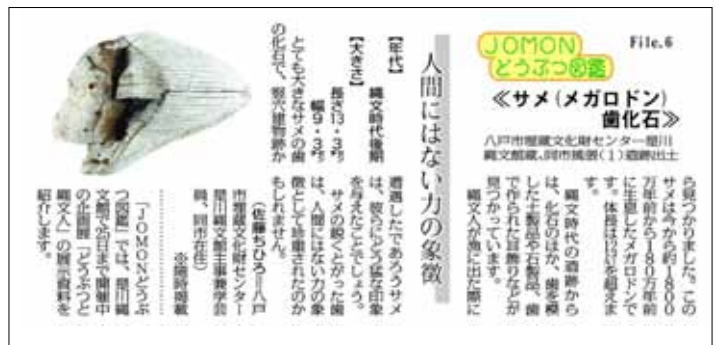 File.6
JOMON
どうぶつ図鑑
≪サメ(メガロドン)
歯化石≫
八戸市埋蔵文化財センター是川
縄文館蔵、同市風張(1)遺跡出土
人間にはない力の象徴
【年代】 縄文時代後期
【大きさ】
長さ13・3㌢
幅9・3㌢
とても大きなサメの歯
の化石で、竪穴建物跡か
ら見つかりました。この
サメは今から約1800
万年前から180万年前
に生息したメガロドンで
す。体長は12㍍を超えま
す。
縄文時代の遺跡から
は、化石のほか、歯を模
した土製品や石製品、歯
で作られた耳飾りなどが
見つかっています。
縄文人が漁に出た際に
遭遇したであろうサメ
は、彼らにどう猛な印象
を与えたことでしょう。
サメの鋭くとがった歯
は、人間にはない力の象
徴として珍重されたのか
もしれません。
(佐藤ちひろ=八戸
市埋蔵文化財センター
是川縄文館主事兼学芸
員、同市在住)
※随時掲載
「JOMONどうぶ
つ図鑑」では、是川縄
文館で25日まで開催中
の企画展「どうぶつと
縄文人」の展示資料を
紹介します。